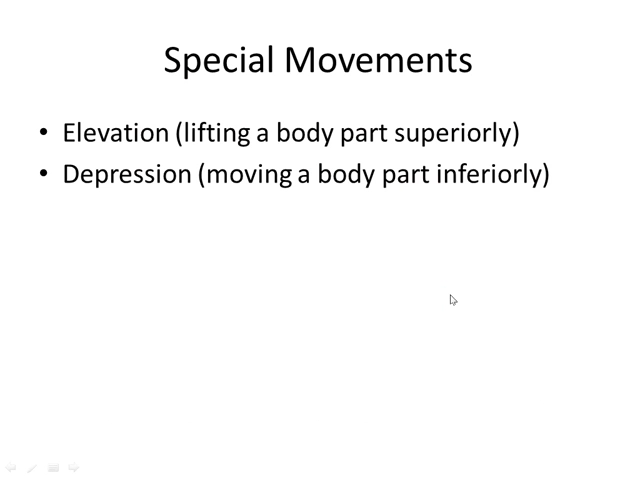 Special Movements
• Elevation (lifting a body part superiorly)
• Depression (moving a body part inferiorly)